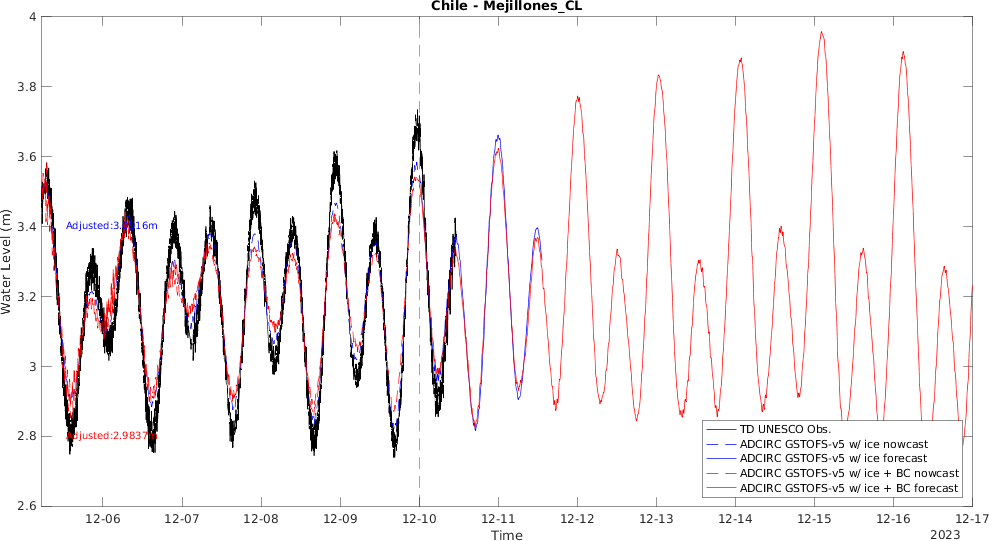 Chile - Mejillones_CL
4
3.8
3.6
3.4
3.2
3
2.8
2.6
Water Level (m)
Adjusted:2.9837m
12-06
12-07
12-08
12-09
12-10
12-11
12-12
12-13
12-14
12-15
12-16
12-17
2023
Time
TD UNESCO Obs.
ADCIRC GSTOFS-v5 w/ ice nowcast
ADCIRC GSTOFS-v5 w/ ice forecast
ADCIRC GSTOFS-v5 w/ ice + BC nowcast
ADCIRC GSTOFS-v5 w/ ice + BC forecast